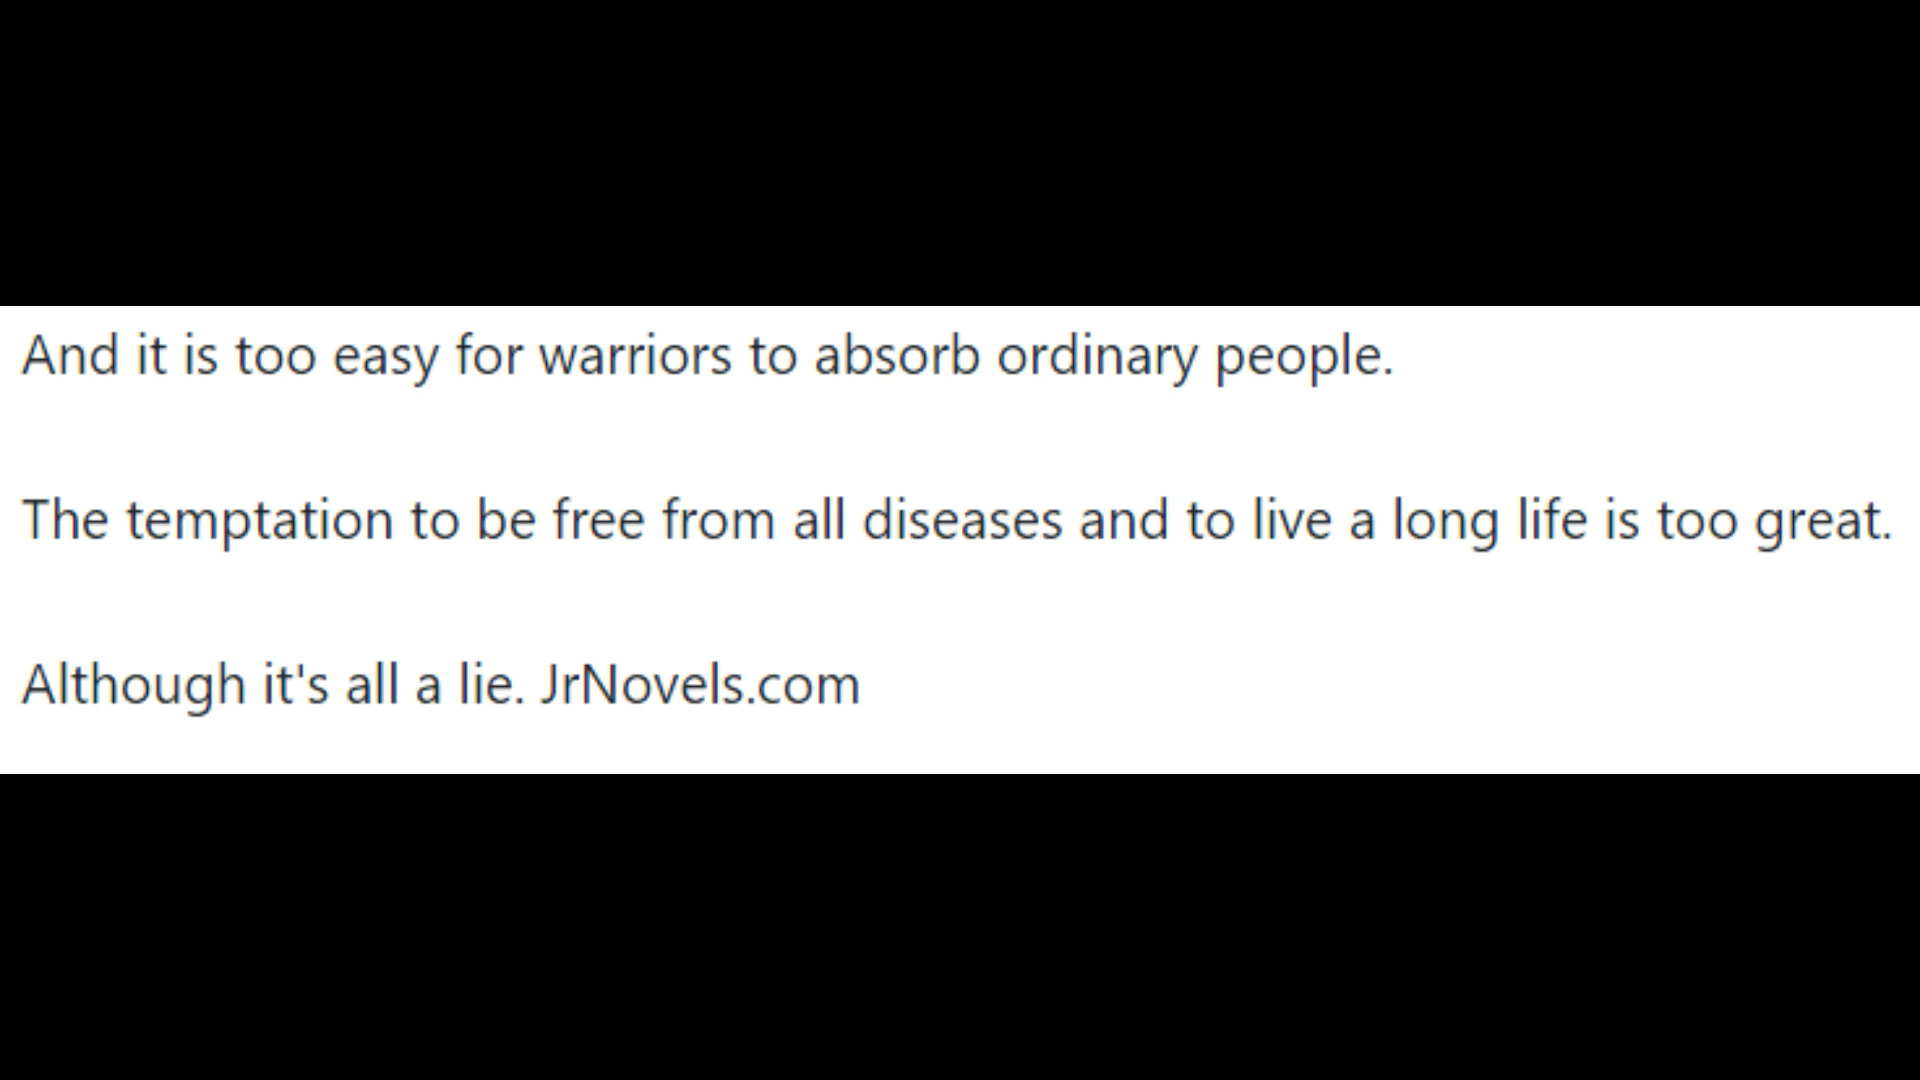 And it is too easy for warriors to absorb ordinary people.
The temptation to be free from all diseases and to live a long life is too great.
Although it's all a lie. JrNovels.com